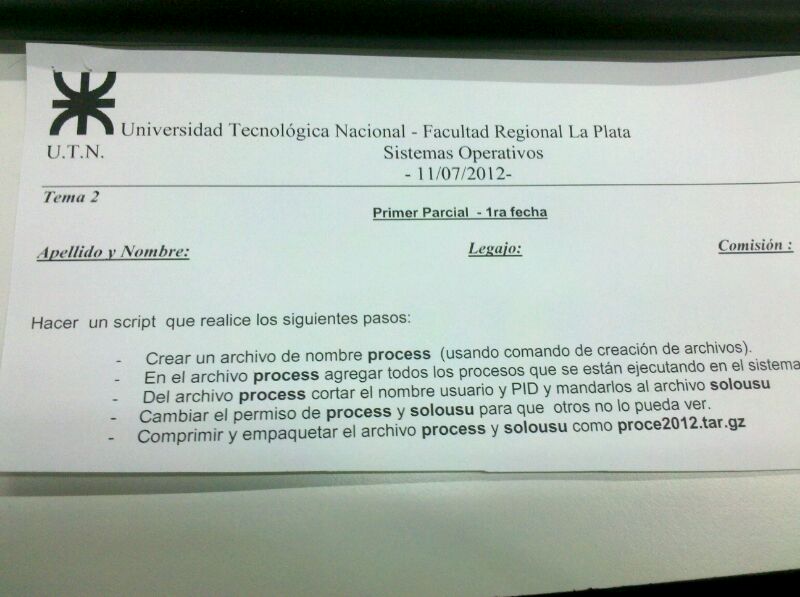 Universidad Tecnológica Nacional - Facultad Regional La Plata
U.T.N. Sistemas Operativos
- 11/07/2012-
Tema 2
Primer Parcial - 1ra fecha
Apellido y Nombre: Legajo: Comisión :
Hacer un script que realice los siguientes pasos:
- Crear un archivo de nombre process (usando comando de creación de archivos).
- En el archivo process agregar todos los procesos que se están ejecutando en el sistema
- Del archivo process cortar el nombre usuario y PID y mandarlos al archivo solousu
- Cambiar el permiso de process y solousu para que otros no lo pueda ver.
- Comprimir y empaquetar el archivo process y solousu como proce2012.tar.gz